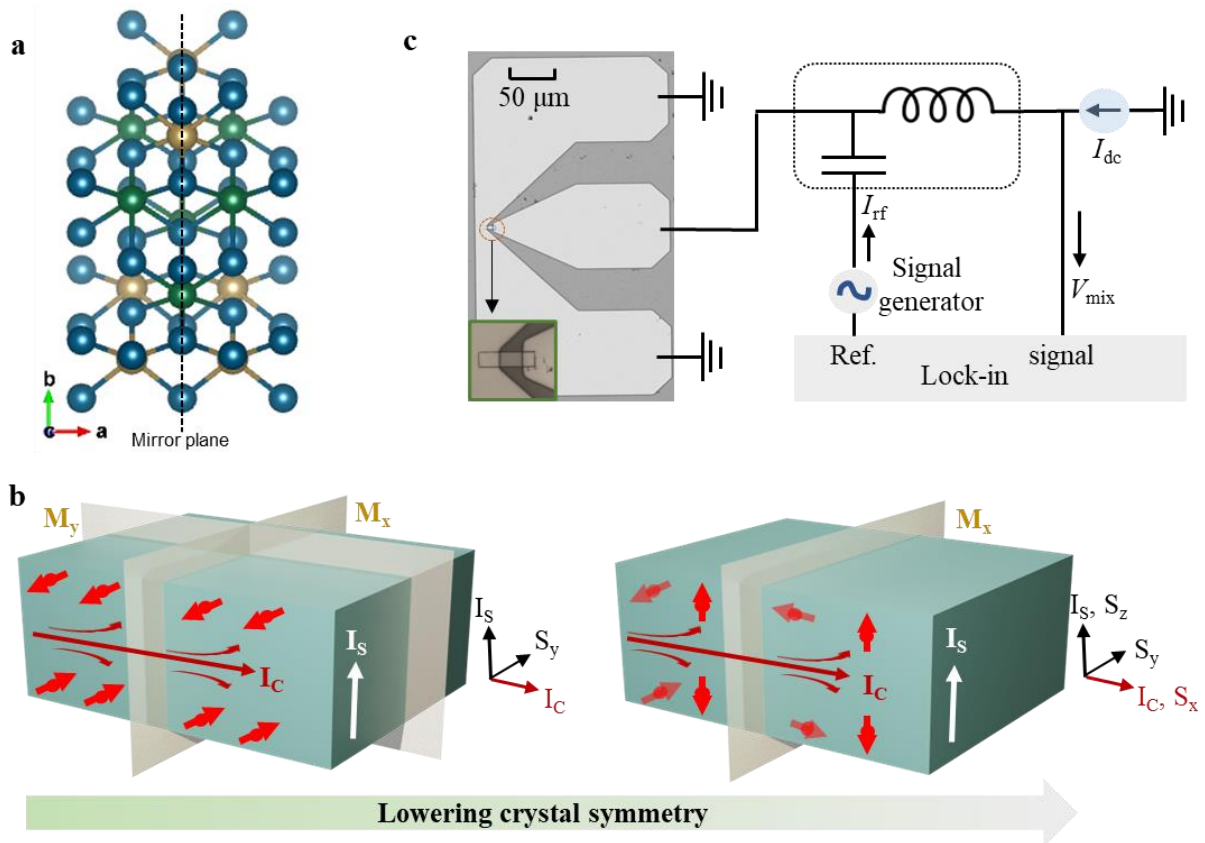 a
b
a
Mirror plane
c
50 μm
I_dc
I_rf
Signal
generator
V_mix
Ref.
signal
Lock-in
b
M_y
M_x
I_S
I_C
I_S
S_y
I_C
M_x
I_S
I_C
I_S, S_z
S_y
I_C, S_x
Lowering crystal symmetry